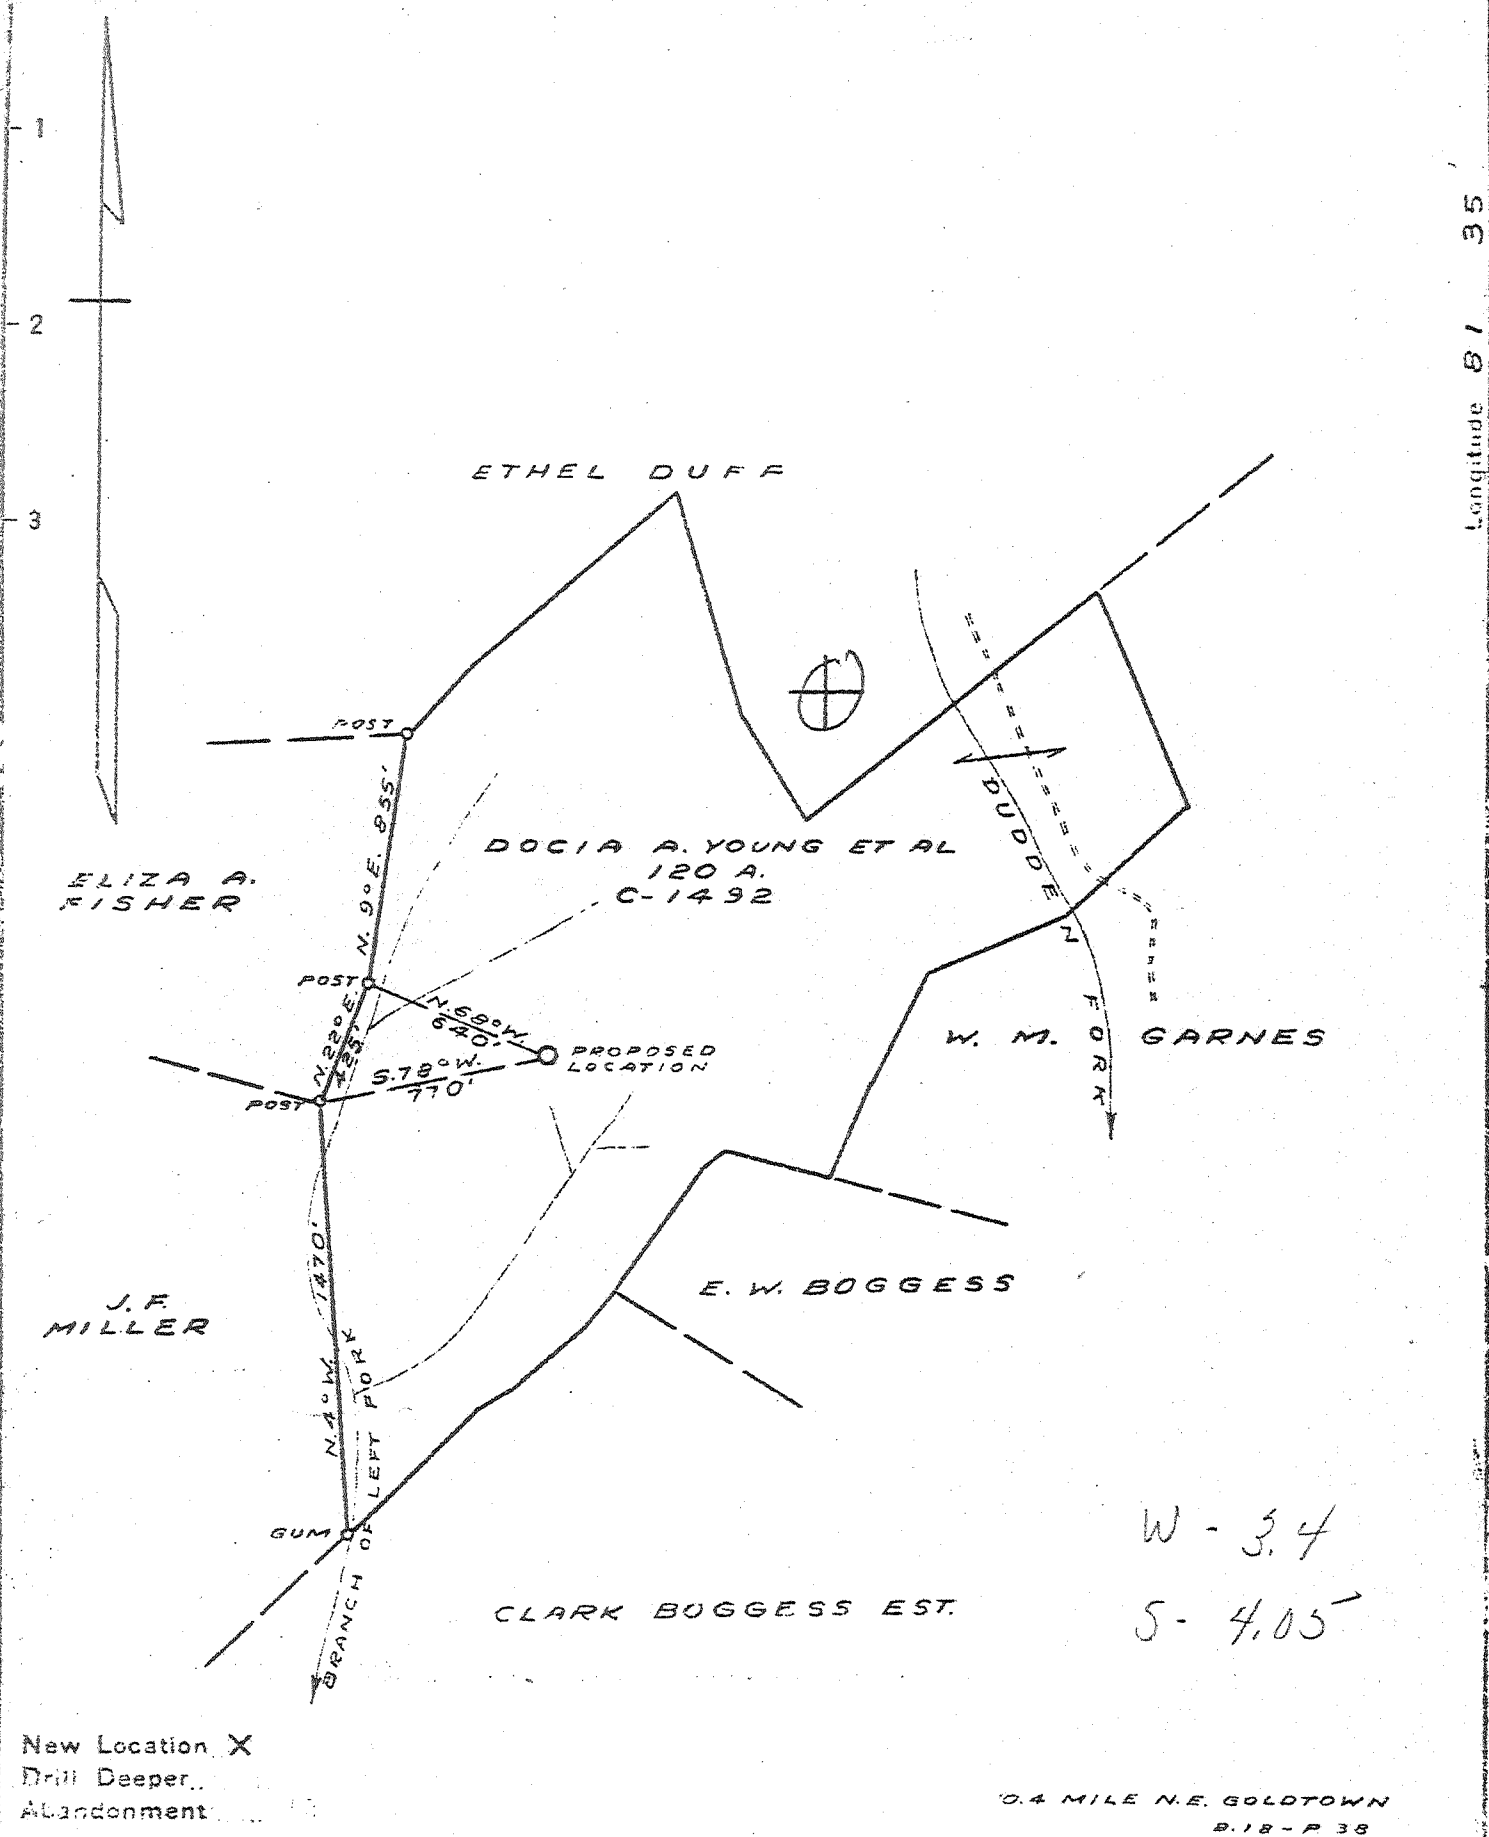 - 1
- 2
- 3
Longitude 81 35'
ETHEL DUFF
POST
N. 9° E. 855'
DOCIA A. YOUNG ET AL
120 A.
C-1492
ELIZA A.
FISHER
DUDDEN FORK
POST
N. 22° E.
425'
N. 68° W.
640'
PROPOSED
LOCATION
S. 78° W.
770'
POST
W. M. GARNES
E. W. BOGGESS
J. F.
MILLER
N. 4° W. 1470'
BRANCH OF LEFT FORK
GUM
W - 3.4
S - 4.05
CLARK BOGGESS EST.
New Location X
Drill Deeper
Abandonment
0.4 MILE N.E. GOLDTOWN
B.18 - P 38